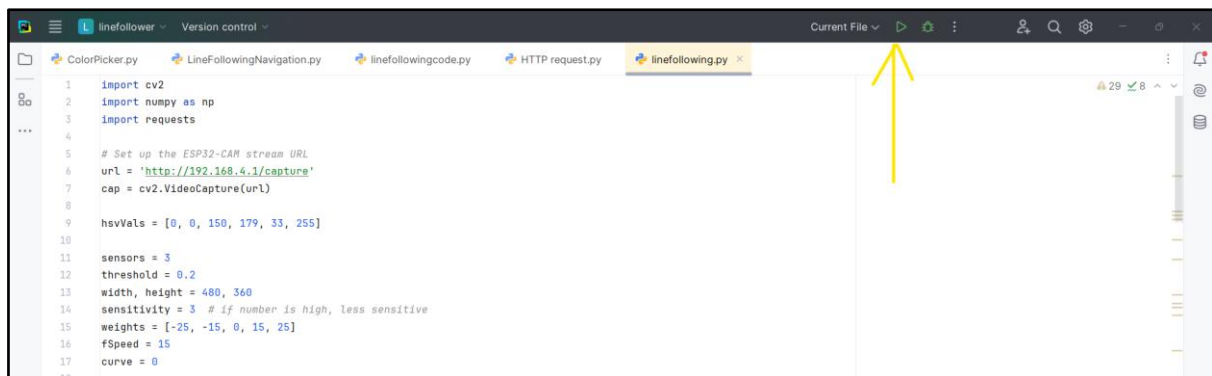 L linefollower Version control Current File
ColorPicker.py LineFollowingNavigation.py linefollowingcode.py HTTP request.py linefollowing.py
29 8
1 import cv2
2 import numpy as np
3 import requests
4
5 # Set up the ESP32-CAM stream URL
6 url = 'http://192.168.4.1/capture'
7 cap = cv2.VideoCapture(url)
8
9 hsvVals = [0, 0, 150, 179, 33, 255]
10
11 sensors = 3
12 threshold = 0.2
13 width, height = 480, 360
14 sensitivity = 3  # if number is high, less sensitive
15 weights = [-25, -15, 0, 15, 25]
16 fSpeed = 15
17 curve = 0